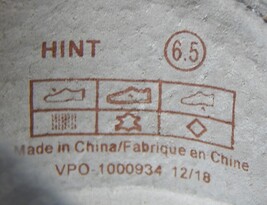 HINT 6.5
Made in China/Fabrique en Chine
VPO-1000934 12/18